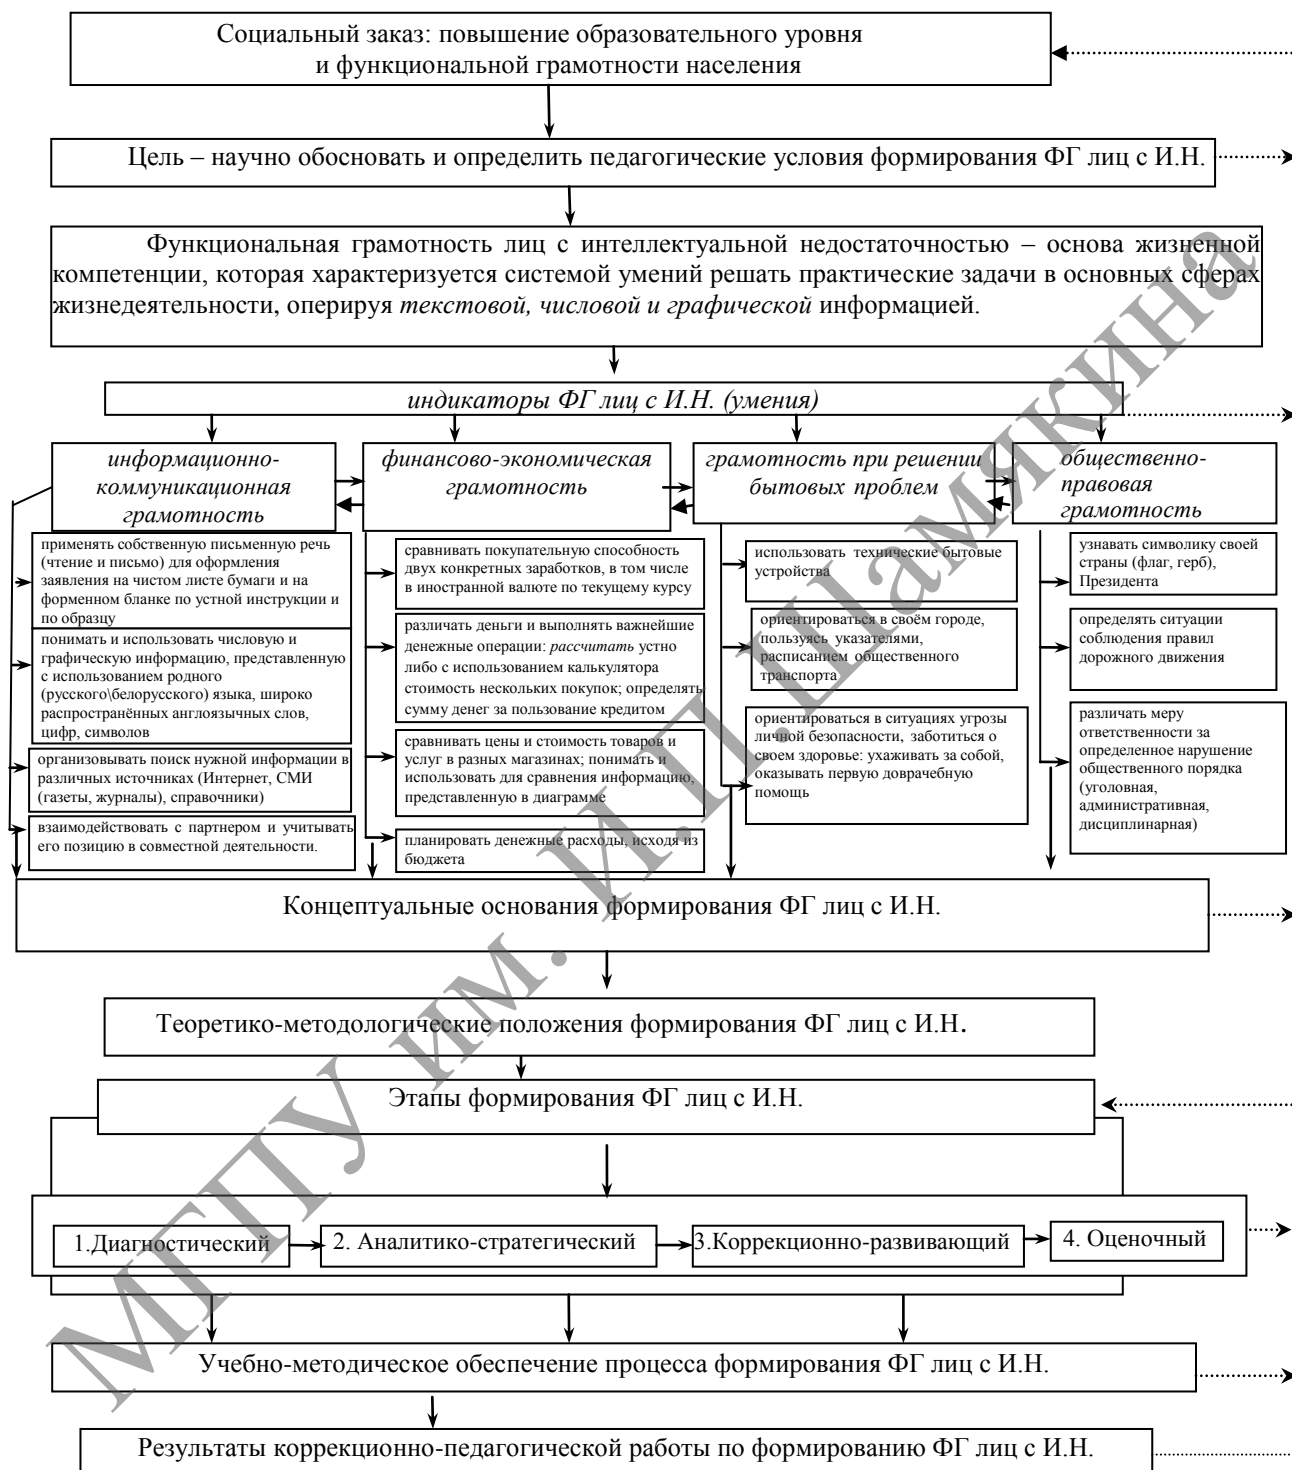 Социальный заказ: повышение образовательного уровня
и функциональной грамотности населения
Цель – научно обосновать и определить педагогические условия формирования ФГ лиц с И.Н.
Функциональная грамотность лиц с интеллектуальной недостаточностью – основа жизненной
компетенции, которая характеризуется системой умений решать практические задачи в основных сферах
жизнедеятельности, оперируя текстовой, числовой и графической информацией.
индикаторы ФГ лиц с И.Н. (умения)
информационно-
коммуникационная
грамотность
финансово-экономическая
грамотность
грамотность при решении
бытовых проблем
общественно-
правовая
грамотность
применять собственную письменную речь
(чтение и письмо) для оформления
заявления на чистом листе бумаги и на
форменном бланке по устной инструкции и
по образцу
понимать и использовать числовую и
графическую информацию, представленную
с использованием родного
(русского\белорусского) языка, широко
распространённых англоязычных слов,
цифр, символов
организовывать поиск нужной информации в
различных источниках (Интернет, СМИ
(газеты, журналы), справочники)
взаимодействовать с партнером и учитывать
его позицию в совместной деятельности.
сравнивать покупательную способность
двух конкретных заработков, в том числе
в иностранной валюте по текущему курсу
различать деньги и выполнять важнейшие
денежные операции: рассчитать устно
либо с использованием калькулятора
стоимость нескольких покупок; определять
сумму денег за пользование кредитом
сравнивать цены и стоимость товаров и
услуг в разных магазинах; понимать и
использовать для сравнения информацию,
представленную в диаграмме
планировать денежные расходы, исходя из
бюджета
использовать технические бытовые
устройства
ориентироваться в своём городе,
пользуясь указателями,
расписанием общественного
транспорта
ориентироваться в ситуациях угрозы
личной безопасности, заботиться о
своем здоровье: ухаживать за собой,
оказывать первую доврачебную
помощь
узнавать символику своей
страны (флаг, герб),
Президента
определять ситуации
соблюдения правил
дорожного движения
различать меру
ответственности за
определенное нарушение
общественного порядка
(уголовная,
административная,
дисциплинарная)
Концептуальные основания формирования ФГ лиц с И.Н.
Теоретико-методологические положения формирования ФГ лиц с И.Н.
Этапы формирования ФГ лиц с И.Н.
1.Диагностический
2. Аналитико-стратегический
3.Коррекционно-развивающий
4. Оценочный
Учебно-методическое обеспечение процесса формирования ФГ лиц с И.Н.
Результаты коррекционно-педагогической работы по формированию ФГ лиц с И.Н.
МГПУ им. И.П.Шамякина